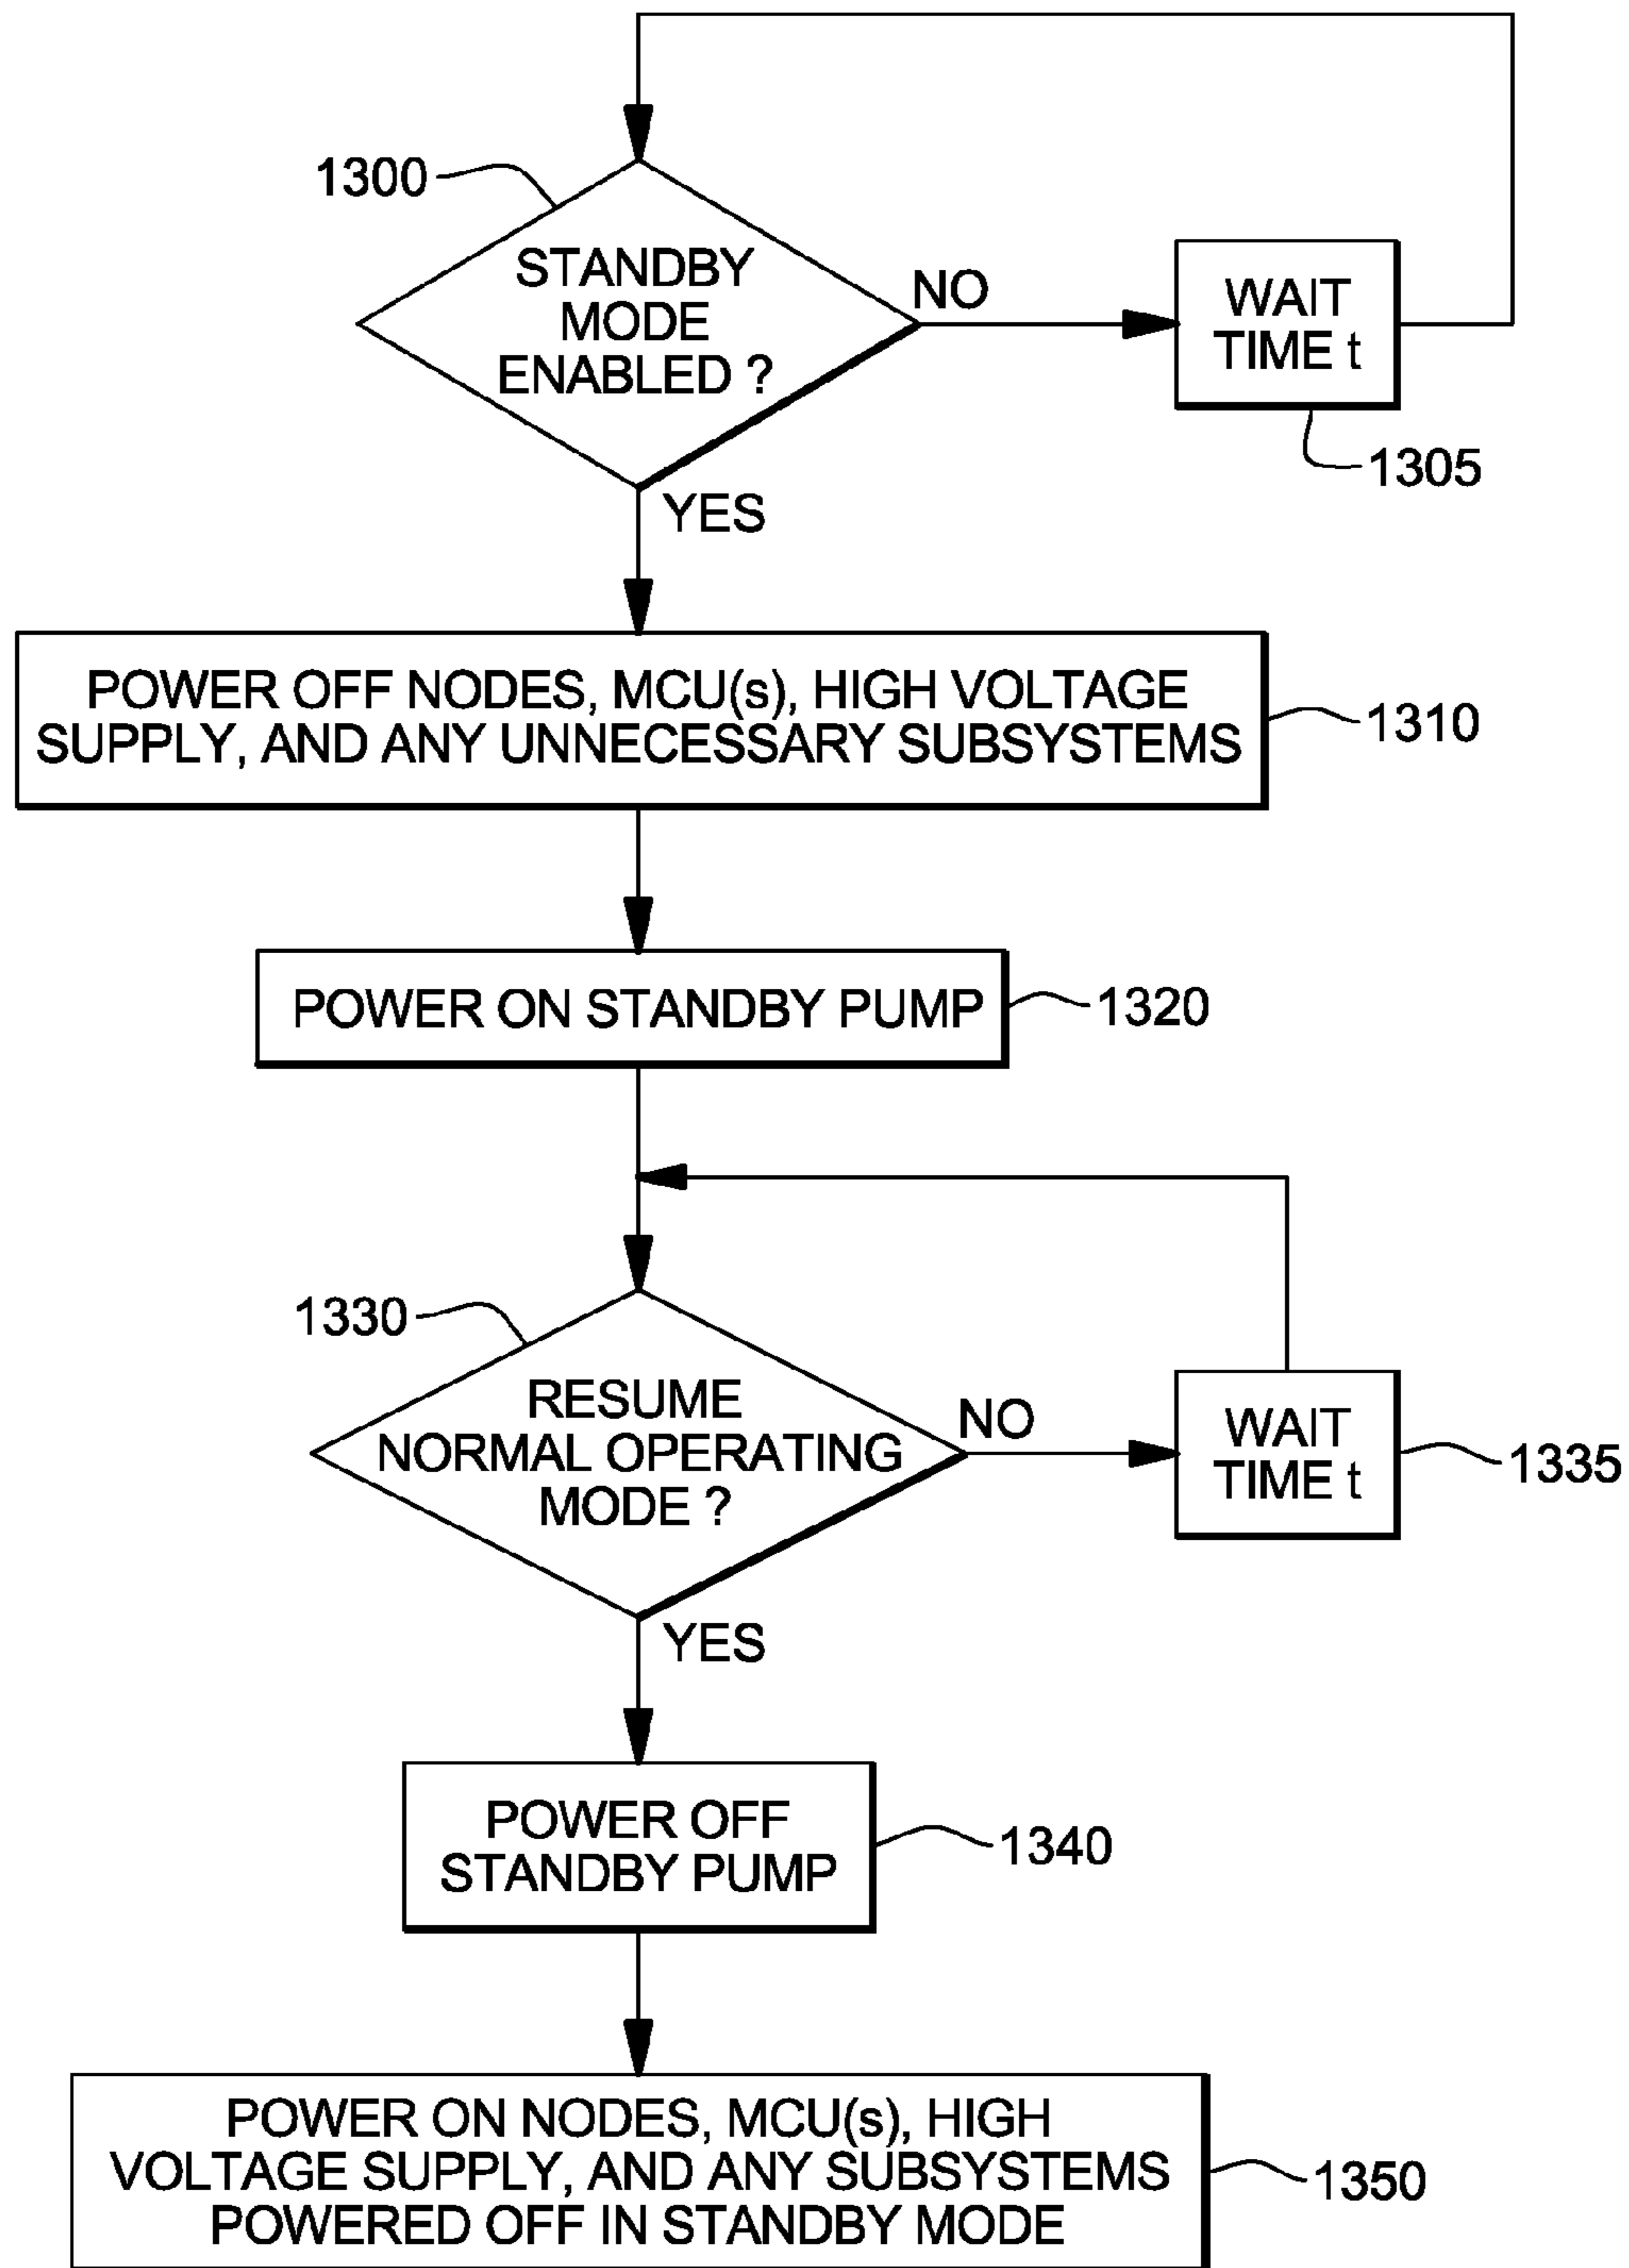 1300
STANDBY
MODE
ENABLED ?
NO
WAIT
TIME t
1305
YES
POWER OFF NODES, MCU(s), HIGH VOLTAGE
SUPPLY, AND ANY UNNECESSARY SUBSYSTEMS
1310
POWER ON STANDBY PUMP
1320
1330
RESUME
NORMAL OPERATING
MODE ?
NO
WAIT
TIME t
1335
YES
POWER OFF
STANDBY PUMP
1340
POWER ON NODES, MCU(s), HIGH
VOLTAGE SUPPLY, AND ANY SUBSYSTEMS
POWERED OFF IN STANDBY MODE
1350